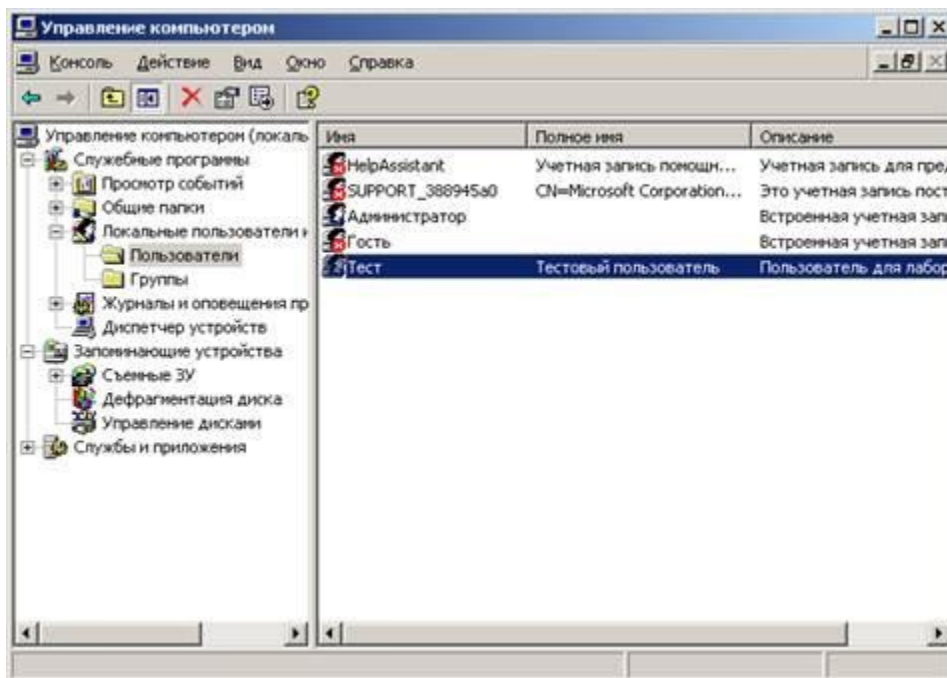 Управление компьютером
Консоль Действие Вид Окно Справка
Управление компьютером (локаль
Служебные программы
Просмотр событий
Общие папки
Локальные пользователи и
Пользователи
Группы
Журналы и оповещения пр
Диспетчер устройств
Запоминающие устройства
Съемные ЗУ
Дефрагментация диска
Управление дисками
Службы и приложения
Имя Полное имя Описание
HelpAssistant Учетная запись помощн... Учетная запись для пред
SUPPORT_388945a0 CN=Microsoft Corporation... Это учетная запись пост
Администратор Встроенная учетная зап
Гость Встроенная учетная зап
Тест Тестовый пользователь Пользователь для лабор